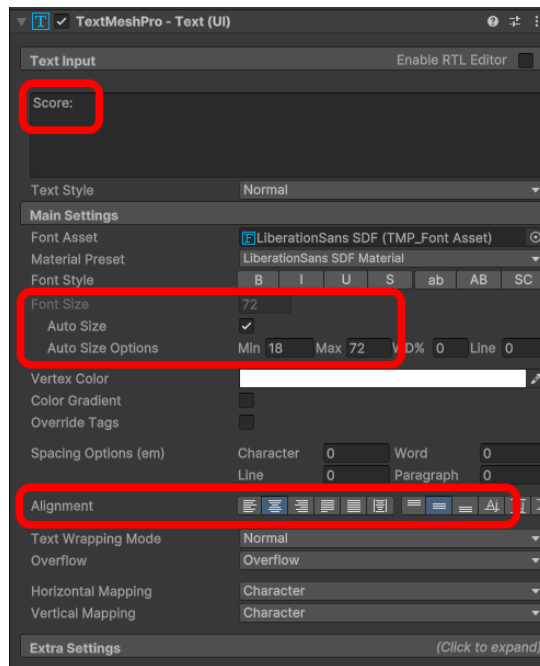 TextMeshPro - Text (UI)
Text Input Enable RTL Editor
Score:
Text Style Normal
Main Settings
Font Asset LiberationSans SDF (TMP_Font Asset)
Material Preset LiberationSans SDF Material
Font Style B I U S ab AB SC
Font Size 72
Auto Size
Auto Size Options Min 18 Max 72 WD% 0 Line 0
Vertex Color
Color Gradient
Override Tags
Spacing Options (em) Character 0 Word 0
Line 0 Paragraph 0
Alignment
Text Wrapping Mode Normal
Overflow Overflow
Horizontal Mapping Character
Vertical Mapping Character
Extra Settings (Click to expand)